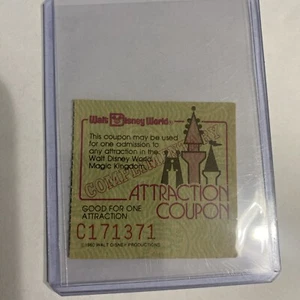 Walt Disney World®
This coupon may be used
for one admission to
any attraction in the
Walt Disney World
Magic Kingdom.
COMPLIMENTARY
ATTRACTION
COUPON
GOOD FOR ONE
ATTRACTION
C171371
WALT DISNEY PRODUCTIONS